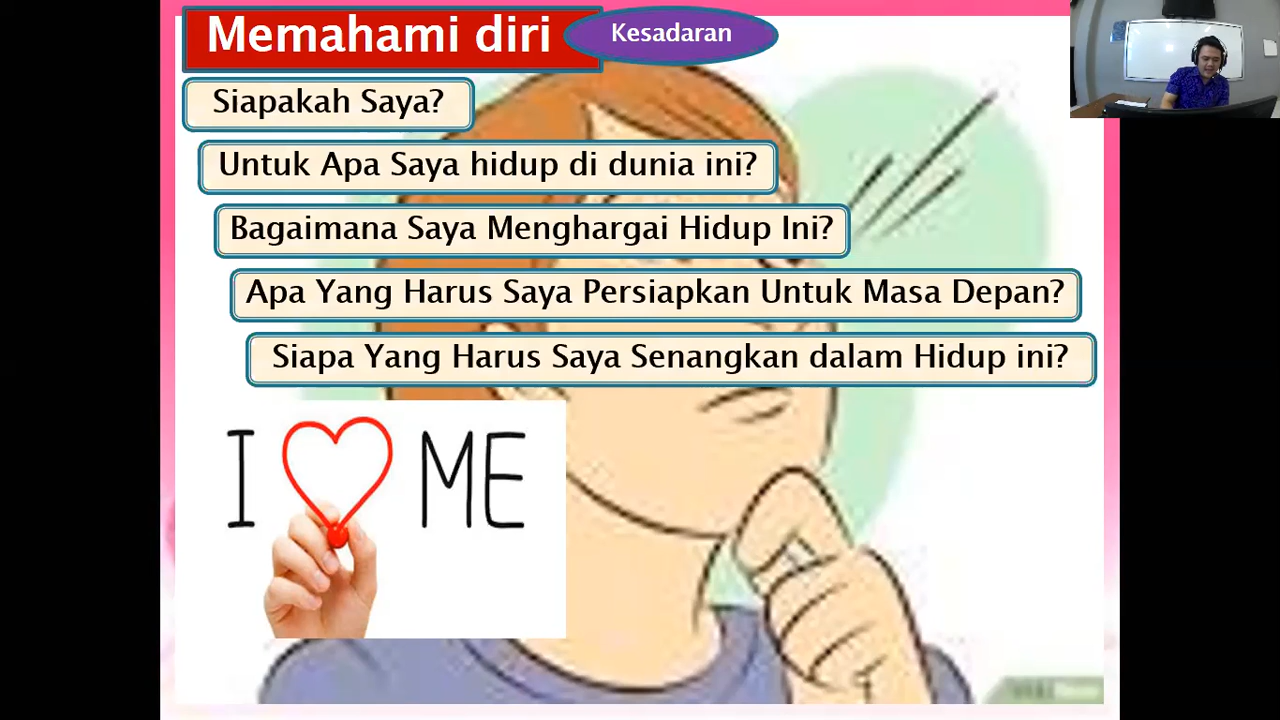 Memahami diri
Kesadaran
Siapakah Saya?
Untuk Apa Saya hidup di dunia ini?
Bagaimana Saya Menghargai Hidup Ini?
Apa Yang Harus Saya Persiapkan Untuk Masa Depan?
Siapa Yang Harus Saya Senangkan dalam Hidup ini?
I ME